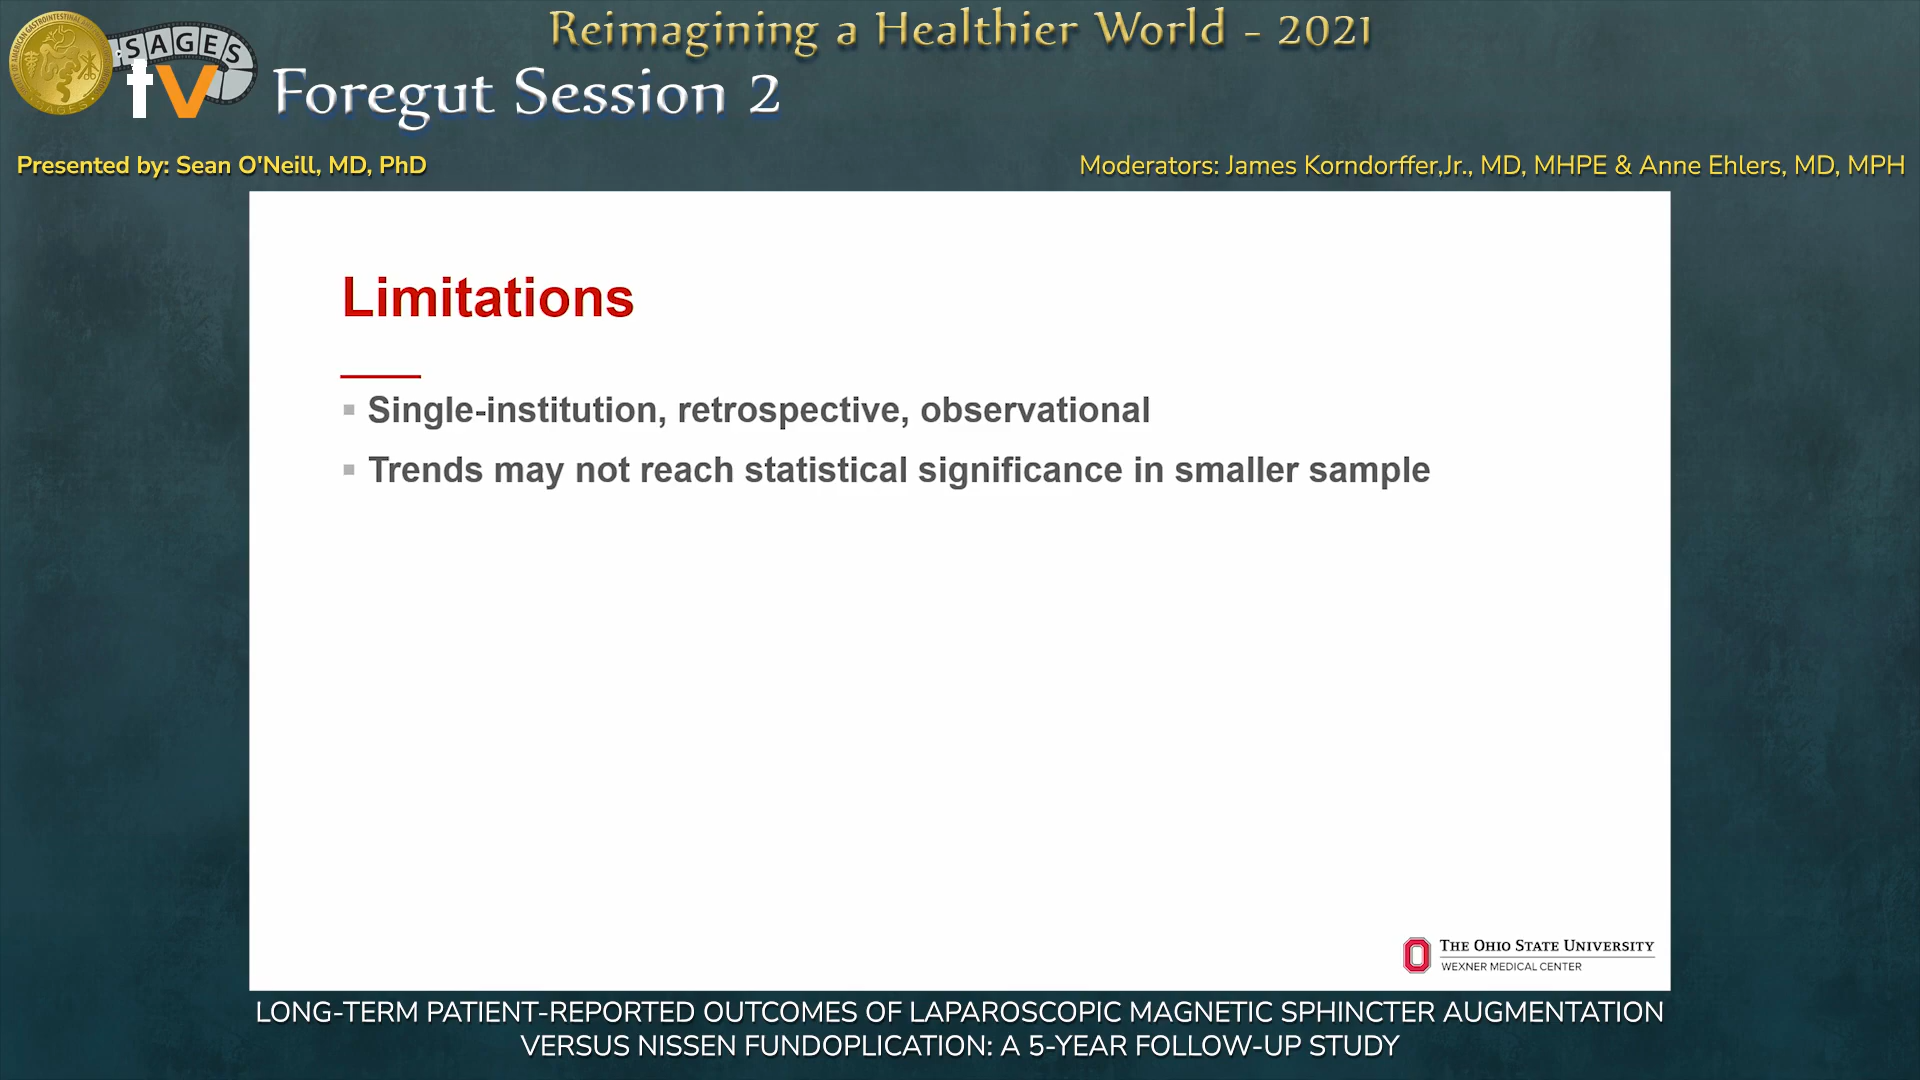 Reimagining a Healthier World - 2021
SAGES
tv
Foregut Session 2
Presented by: Sean O'Neill, MD, PhD
Moderators: James Korndorffer,Jr., MD, MHPE & Anne Ehlers, MD, MPH
Limitations
Single-institution, retrospective, observational
Trends may not reach statistical significance in smaller sample
THE OHIO STATE UNIVERSITY
WEXNER MEDICAL CENTER
LONG-TERM PATIENT-REPORTED OUTCOMES OF LAPAROSCOPIC MAGNETIC SPHINCTER AUGMENTATION
VERSUS NISSEN FUNDOPLICATION: A 5-YEAR FOLLOW-UP STUDY